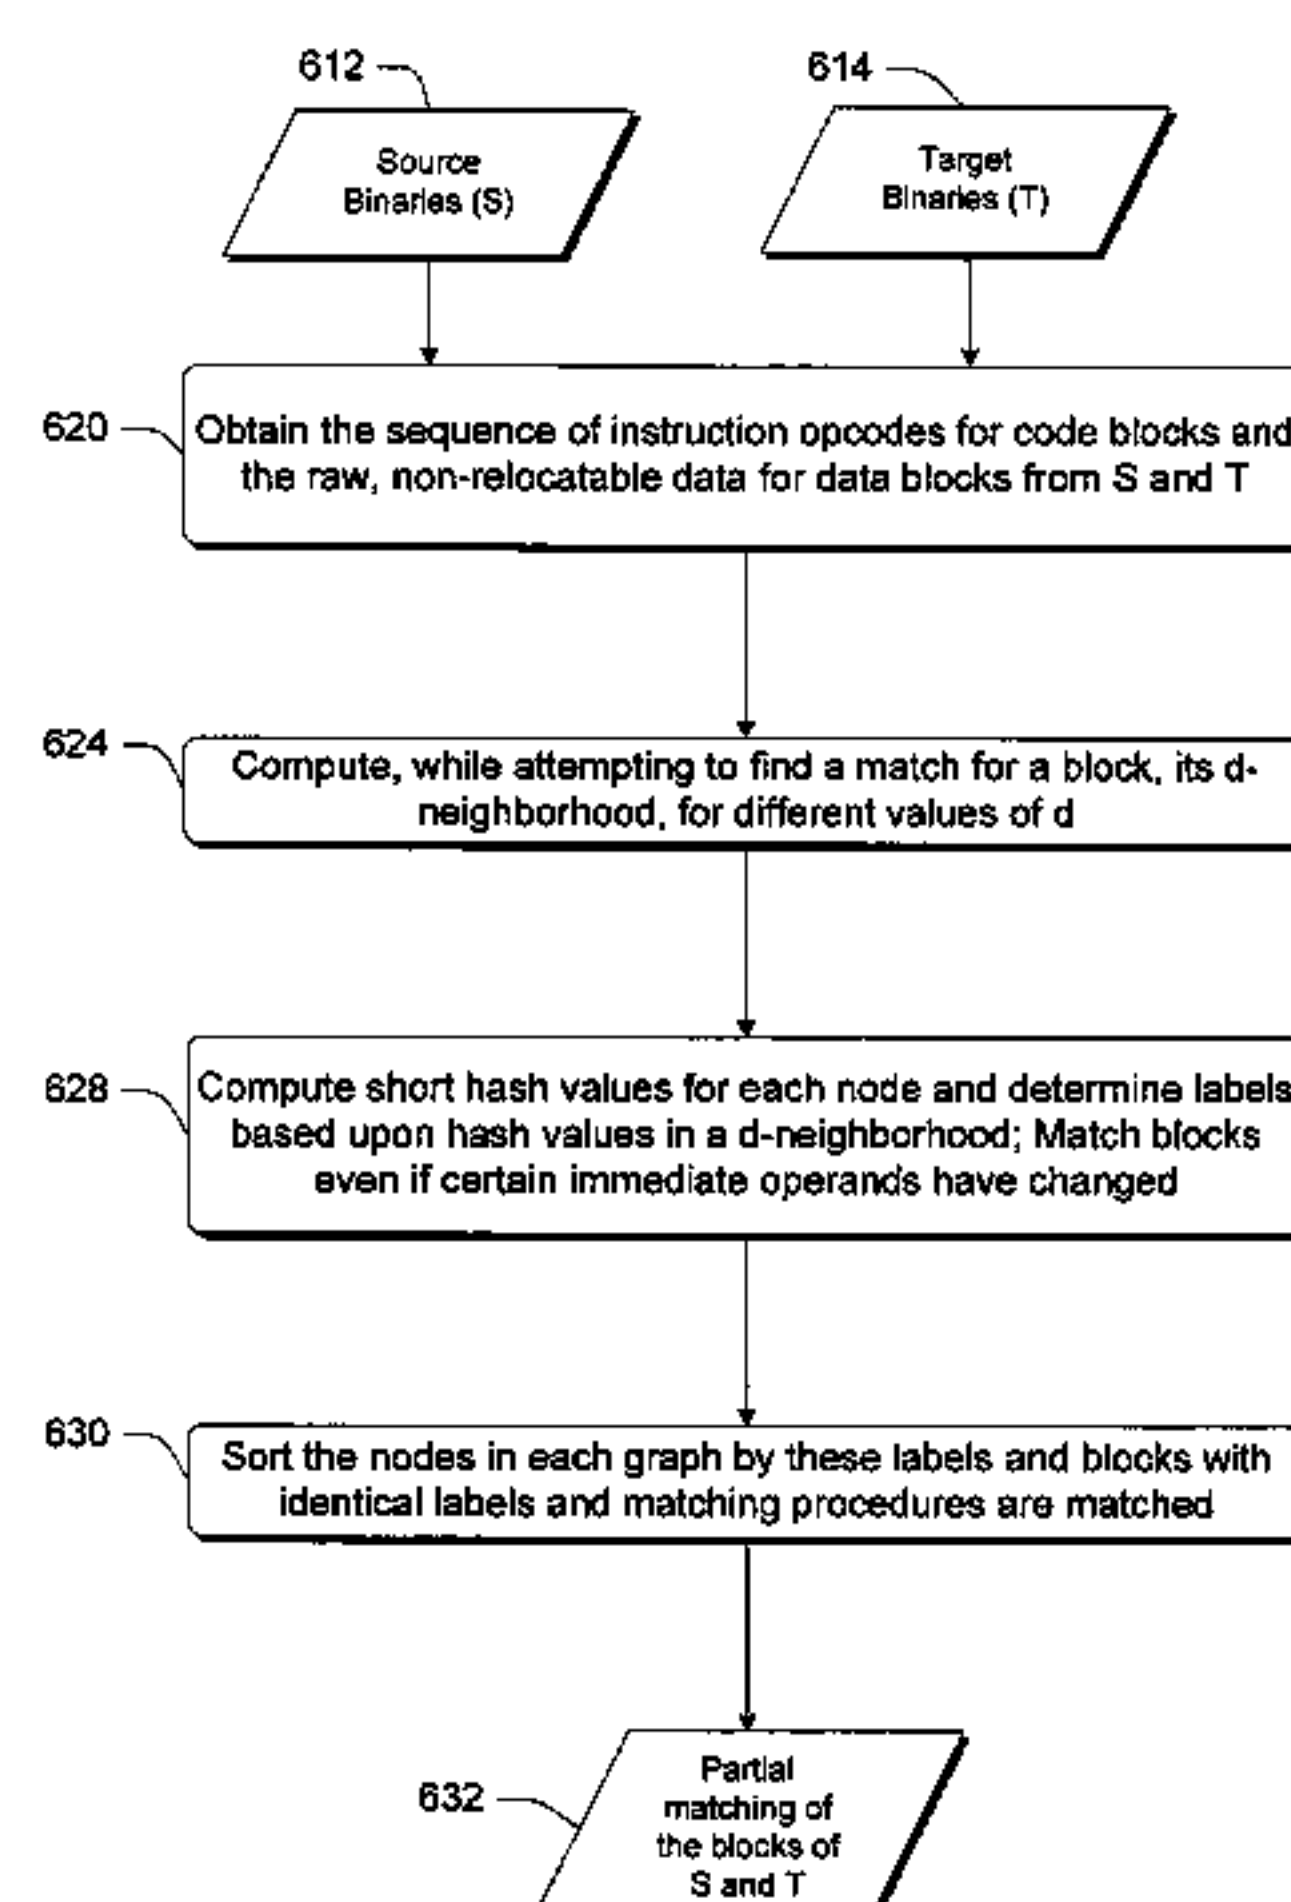 612
614
Source
Binaries (S)
Target
Binaries (T)
620
Obtain the sequence of instruction opcodes for code blocks and
the raw, non-relocatable data for data blocks from S and T
624
Compute, while attempting to find a match for a block, its d-
neighborhood, for different values of d
628
Compute short hash values for each node and determine labels
based upon hash values in a d-neighborhood; Match blocks
even if certain immediate operands have changed
630
Sort the nodes in each graph by these labels and blocks with
identical labels and matching procedures are matched
632
Partial
matching of
the blocks of
S and T